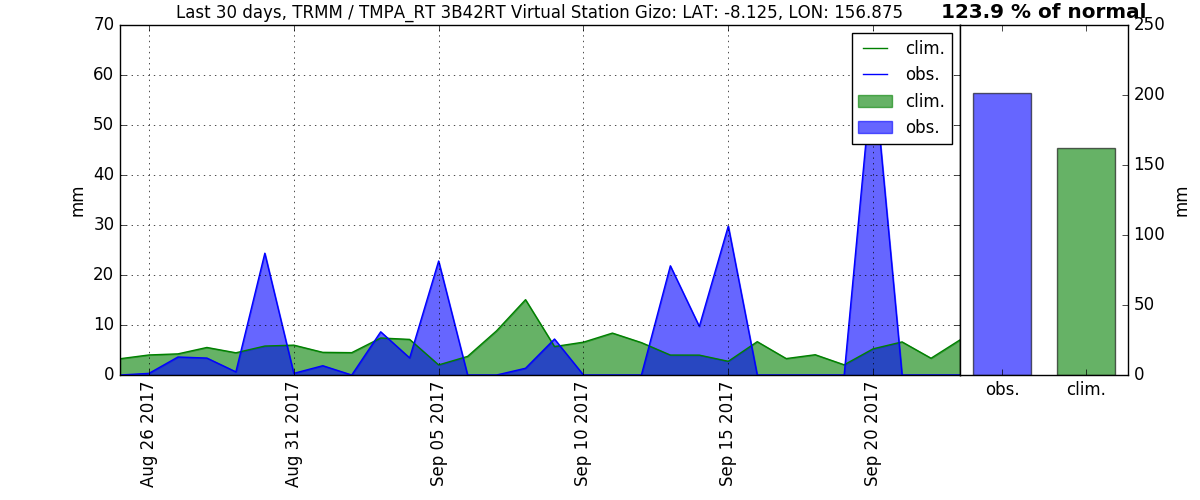 Last 30 days, TRMM / TMPA_RT 3B42RT Virtual Station Gizo: LAT: -8.125, LON: 156.875
123.9 % of normal
70
60
50
40
30
20
10
0
mm
clim.
obs.
clim.
obs.
250
200
150
100
50
0
mm
Aug 26 2017
Aug 31 2017
Sep 05 2017
Sep 10 2017
Sep 15 2017
Sep 20 2017
obs.
clim.